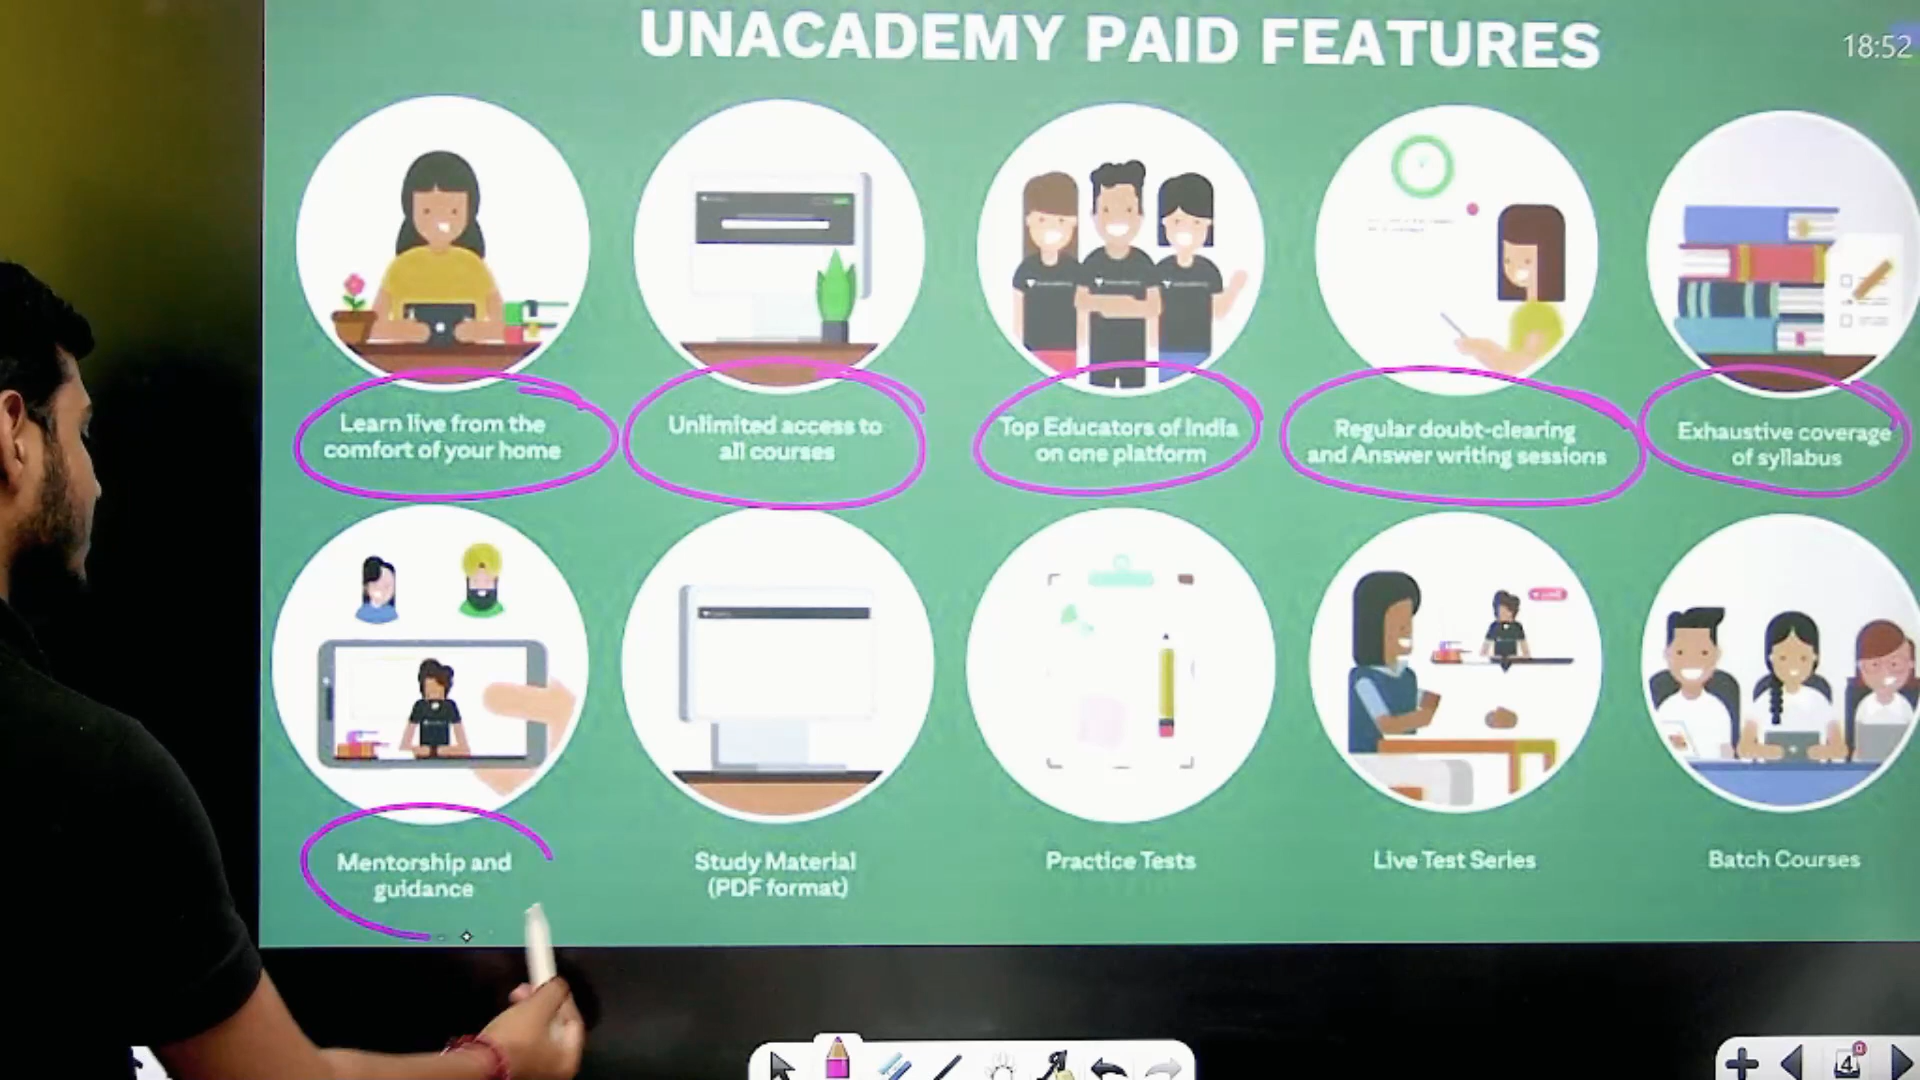 UNACADEMY PAID FEATURES
18:52
Learn live from the
comfort of your home
Unlimited access to
all courses
Top Educators of India
on one platform
Regular doubt-clearing
and Answer writing sessions
Exhaustive coverage
of syllabus
Mentorship and
guidance
Study Material
(PDF format)
Practice Tests
Live Test Series
Batch Courses
4